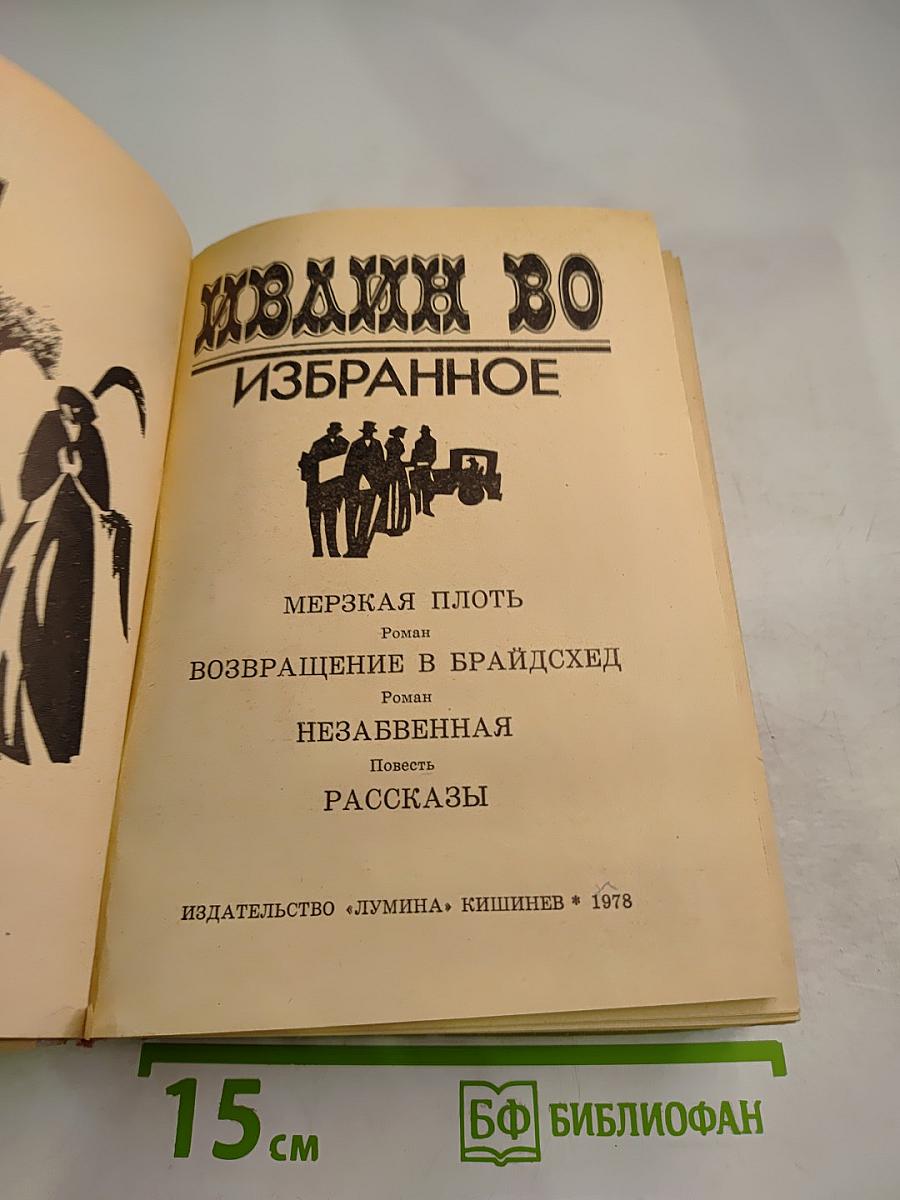 ИВЛИН ВО
ИЗБРАННОЕ
МЕРЗКАЯ ПЛОТЬ
Роман
ВОЗВРАЩЕНИЕ В БРАЙДСХЕД
Роман
НЕЗАБВЕННАЯ
Повесть
РАССКАЗЫ
ИЗДАТЕЛЬСТВО «ЛУМИНА» КИШИНЕВ * 1978
15 см
БФ БИБЛИОФАН